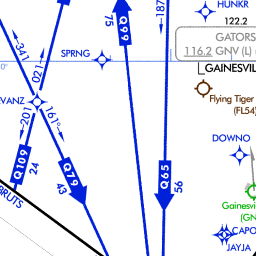 HUNKR
122.2
GATORS
116.2 GNV (L)
GAINESVIL
341
021
SPRNG
75
Q99
187
Flying Tiger
(FL54)
VANZ
201
161°
DOWNO
Q109
24
Q79
43
Q65
56
BRUTS
Gainesvi
(GN
CAPO
JAYJA